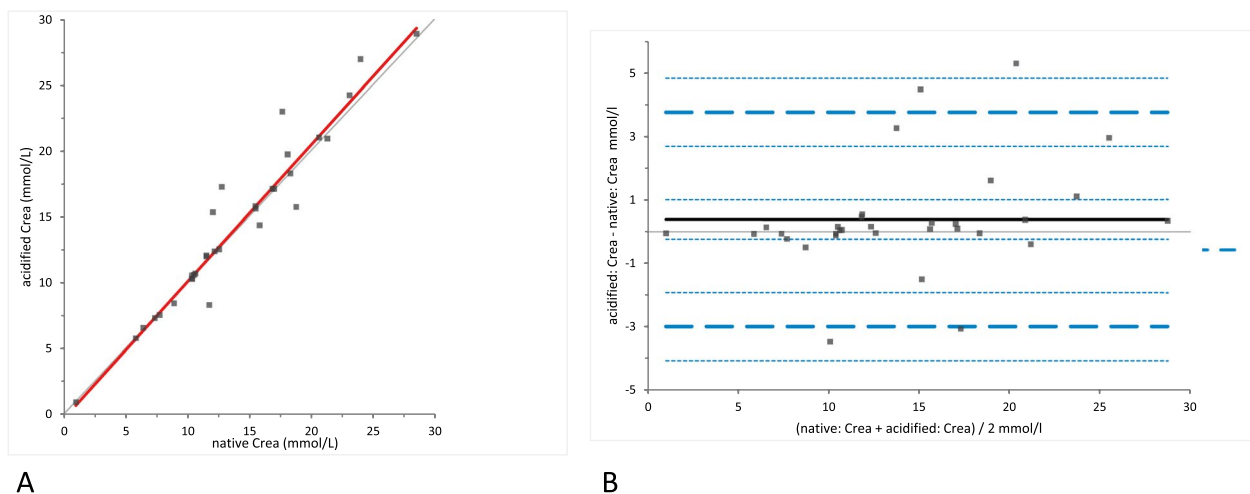 30
25
20
15
10
5
0
acidified Crea (mmol/L)
0 5 10 15 20 25 30
native Crea (mmol/L)
A
5
3
1
-1
-3
-5
acidified: Crea - native: Crea mmol/l
0 5 10 15 20 25 30
(native: Crea + acidified: Crea) / 2 mmol/l
B